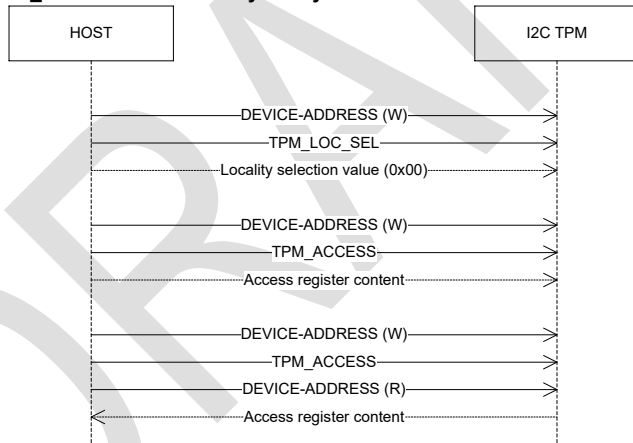 HOST
I2C TPM
DEVICE-ADDRESS (W)
TPM_LOC_SEL
Locality selection value (0x00)
DEVICE-ADDRESS (W)
TPM_ACCESS
Access register content
DEVICE-ADDRESS (W)
TPM_ACCESS
DEVICE-ADDRESS (R)
Access register content